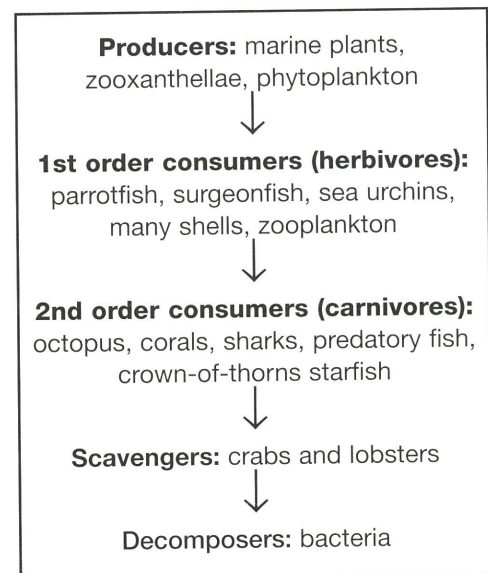 Producers: marine plants,
zooxanthellae, phytoplankton
1st order consumers (herbivores):
parrotfish, surgeonfish, sea urchins,
many shells, zooplankton
2nd order consumers (carnivores):
octopus, corals, sharks, predatory fish,
crown-of-thorns starfish
Scavengers: crabs and lobsters
Decomposers: bacteria